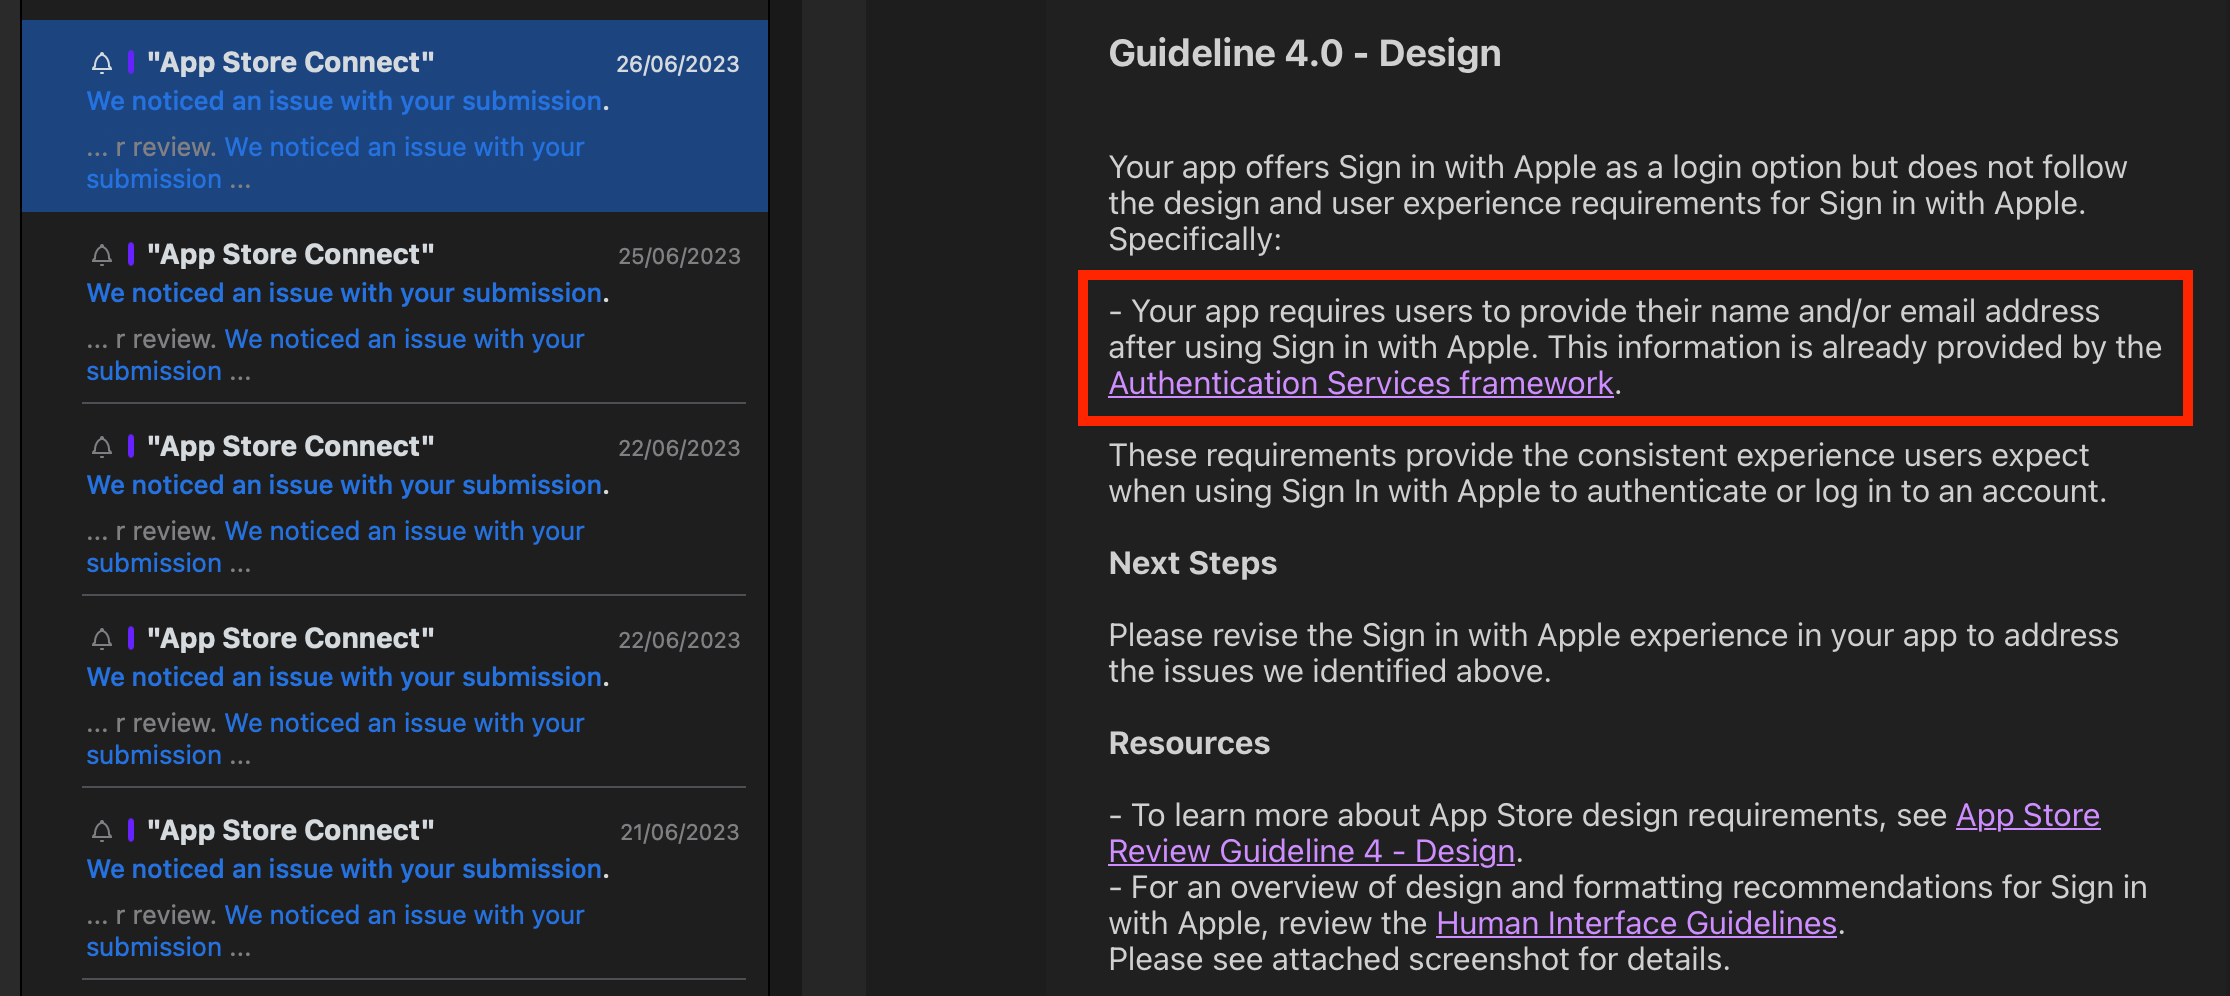 "App Store Connect" 26/06/2023
We noticed an issue with your submission.
... r review. We noticed an issue with your
submission ...
"App Store Connect" 25/06/2023
We noticed an issue with your submission.
... r review. We noticed an issue with your
submission ...
"App Store Connect" 22/06/2023
We noticed an issue with your submission.
... r review. We noticed an issue with your
submission ...
"App Store Connect" 22/06/2023
We noticed an issue with your submission.
... r review. We noticed an issue with your
submission ...
"App Store Connect" 21/06/2023
We noticed an issue with your submission.
... r review. We noticed an issue with your
submission ...
Guideline 4.0 - Design
Your app offers Sign in with Apple as a login option but does not follow
the design and user experience requirements for Sign in with Apple.
Specifically:
- Your app requires users to provide their name and/or email address
after using Sign in with Apple. This information is already provided by the
Authentication Services framework.
These requirements provide the consistent experience users expect
when using Sign In with Apple to authenticate or log in to an account.
Next Steps
Please revise the Sign in with Apple experience in your app to address
the issues we identified above.
Resources
- To learn more about App Store design requirements, see App Store
Review Guideline 4 - Design.
- For an overview of design and formatting recommendations for Sign in
with Apple, review the Human Interface Guidelines.
Please see attached screenshot for details.